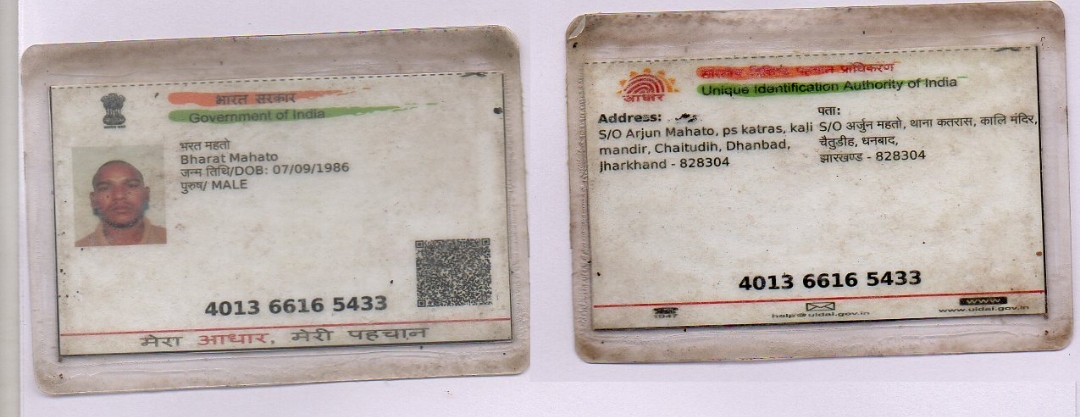 भारत सरकार
Government of India
भरत महतो
Bharat Mahato
जन्म तिथि/DOB: 07/09/1986
पुरुष/ MALE
4013 6616 5433
मेरा आधार, मेरी पहचान
पहचान प्राधिकरण
Unique Identification Authority of India
आधार
Address:
S/O Arjun Mahato, ps katras, kali
mandir, Chaitudih, Dhanbad,
Jharkhand - 828304
पता:
S/O अर्जुन महतो, थाना कतरास, कालि मंदिर,
चैतुडीह, धनबाद,
झारखण्ड - 828304
4013 6616 5433
1947
help@uidai.gov.in
www
www.uidai.gov.in